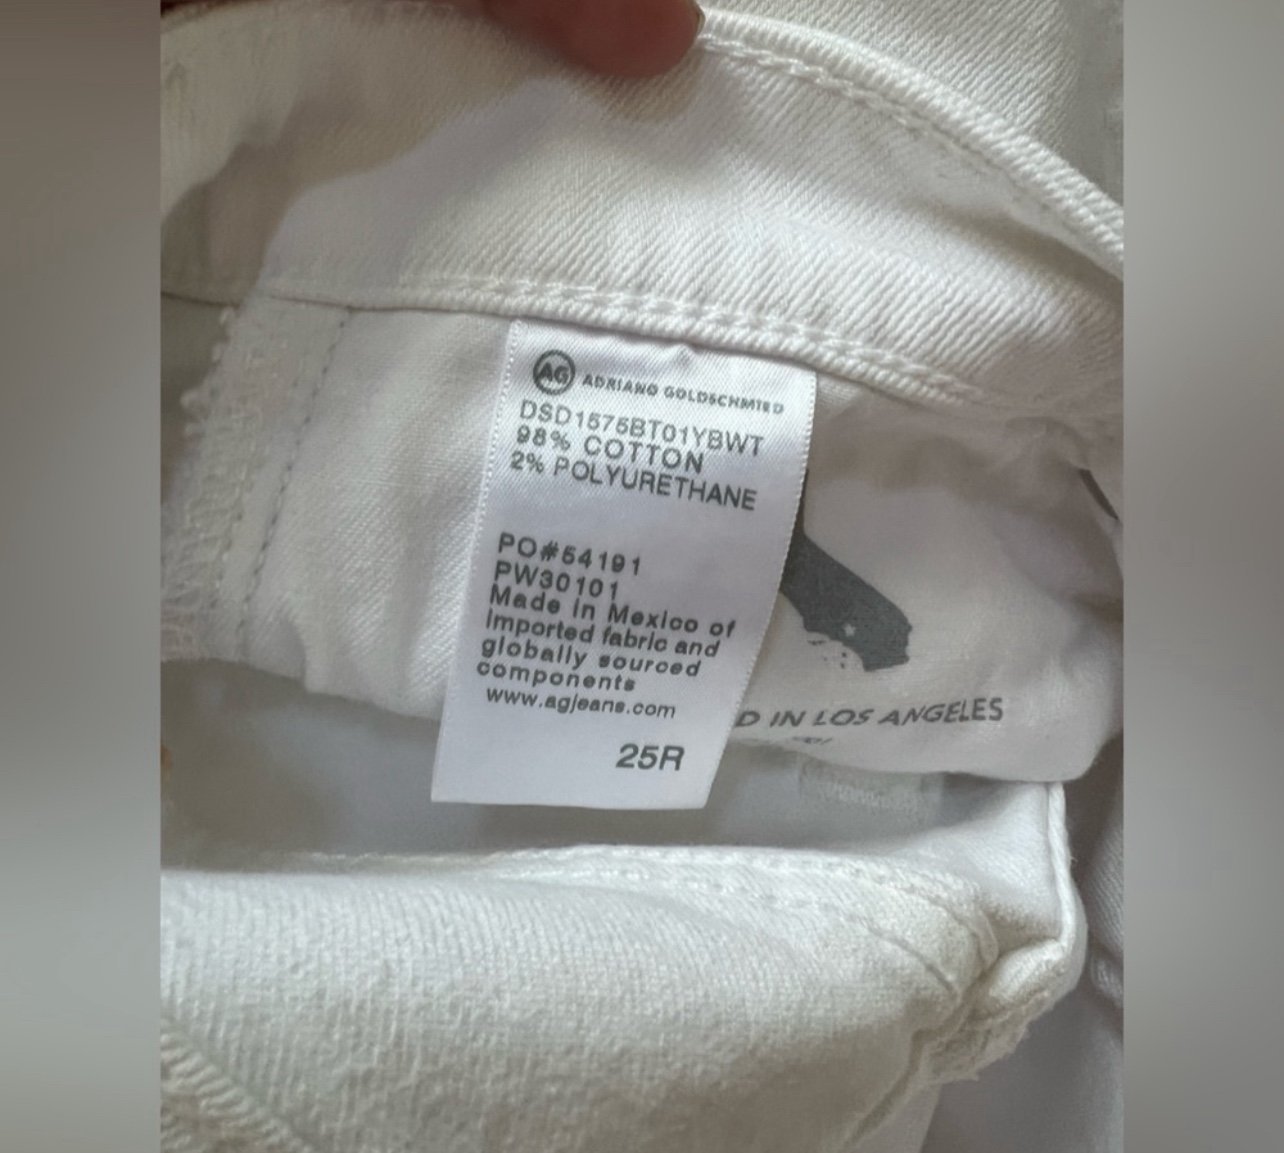 AG ADRIANO GOLDSCHMIED
DSD1575BT01YBWT
98% COTTON
2% POLYURETHANE
PO#54191
PW30101
Made in Mexico of
imported fabric and
globally sourced
components
www.agjeans.com
25R
D IN LOS ANGELES